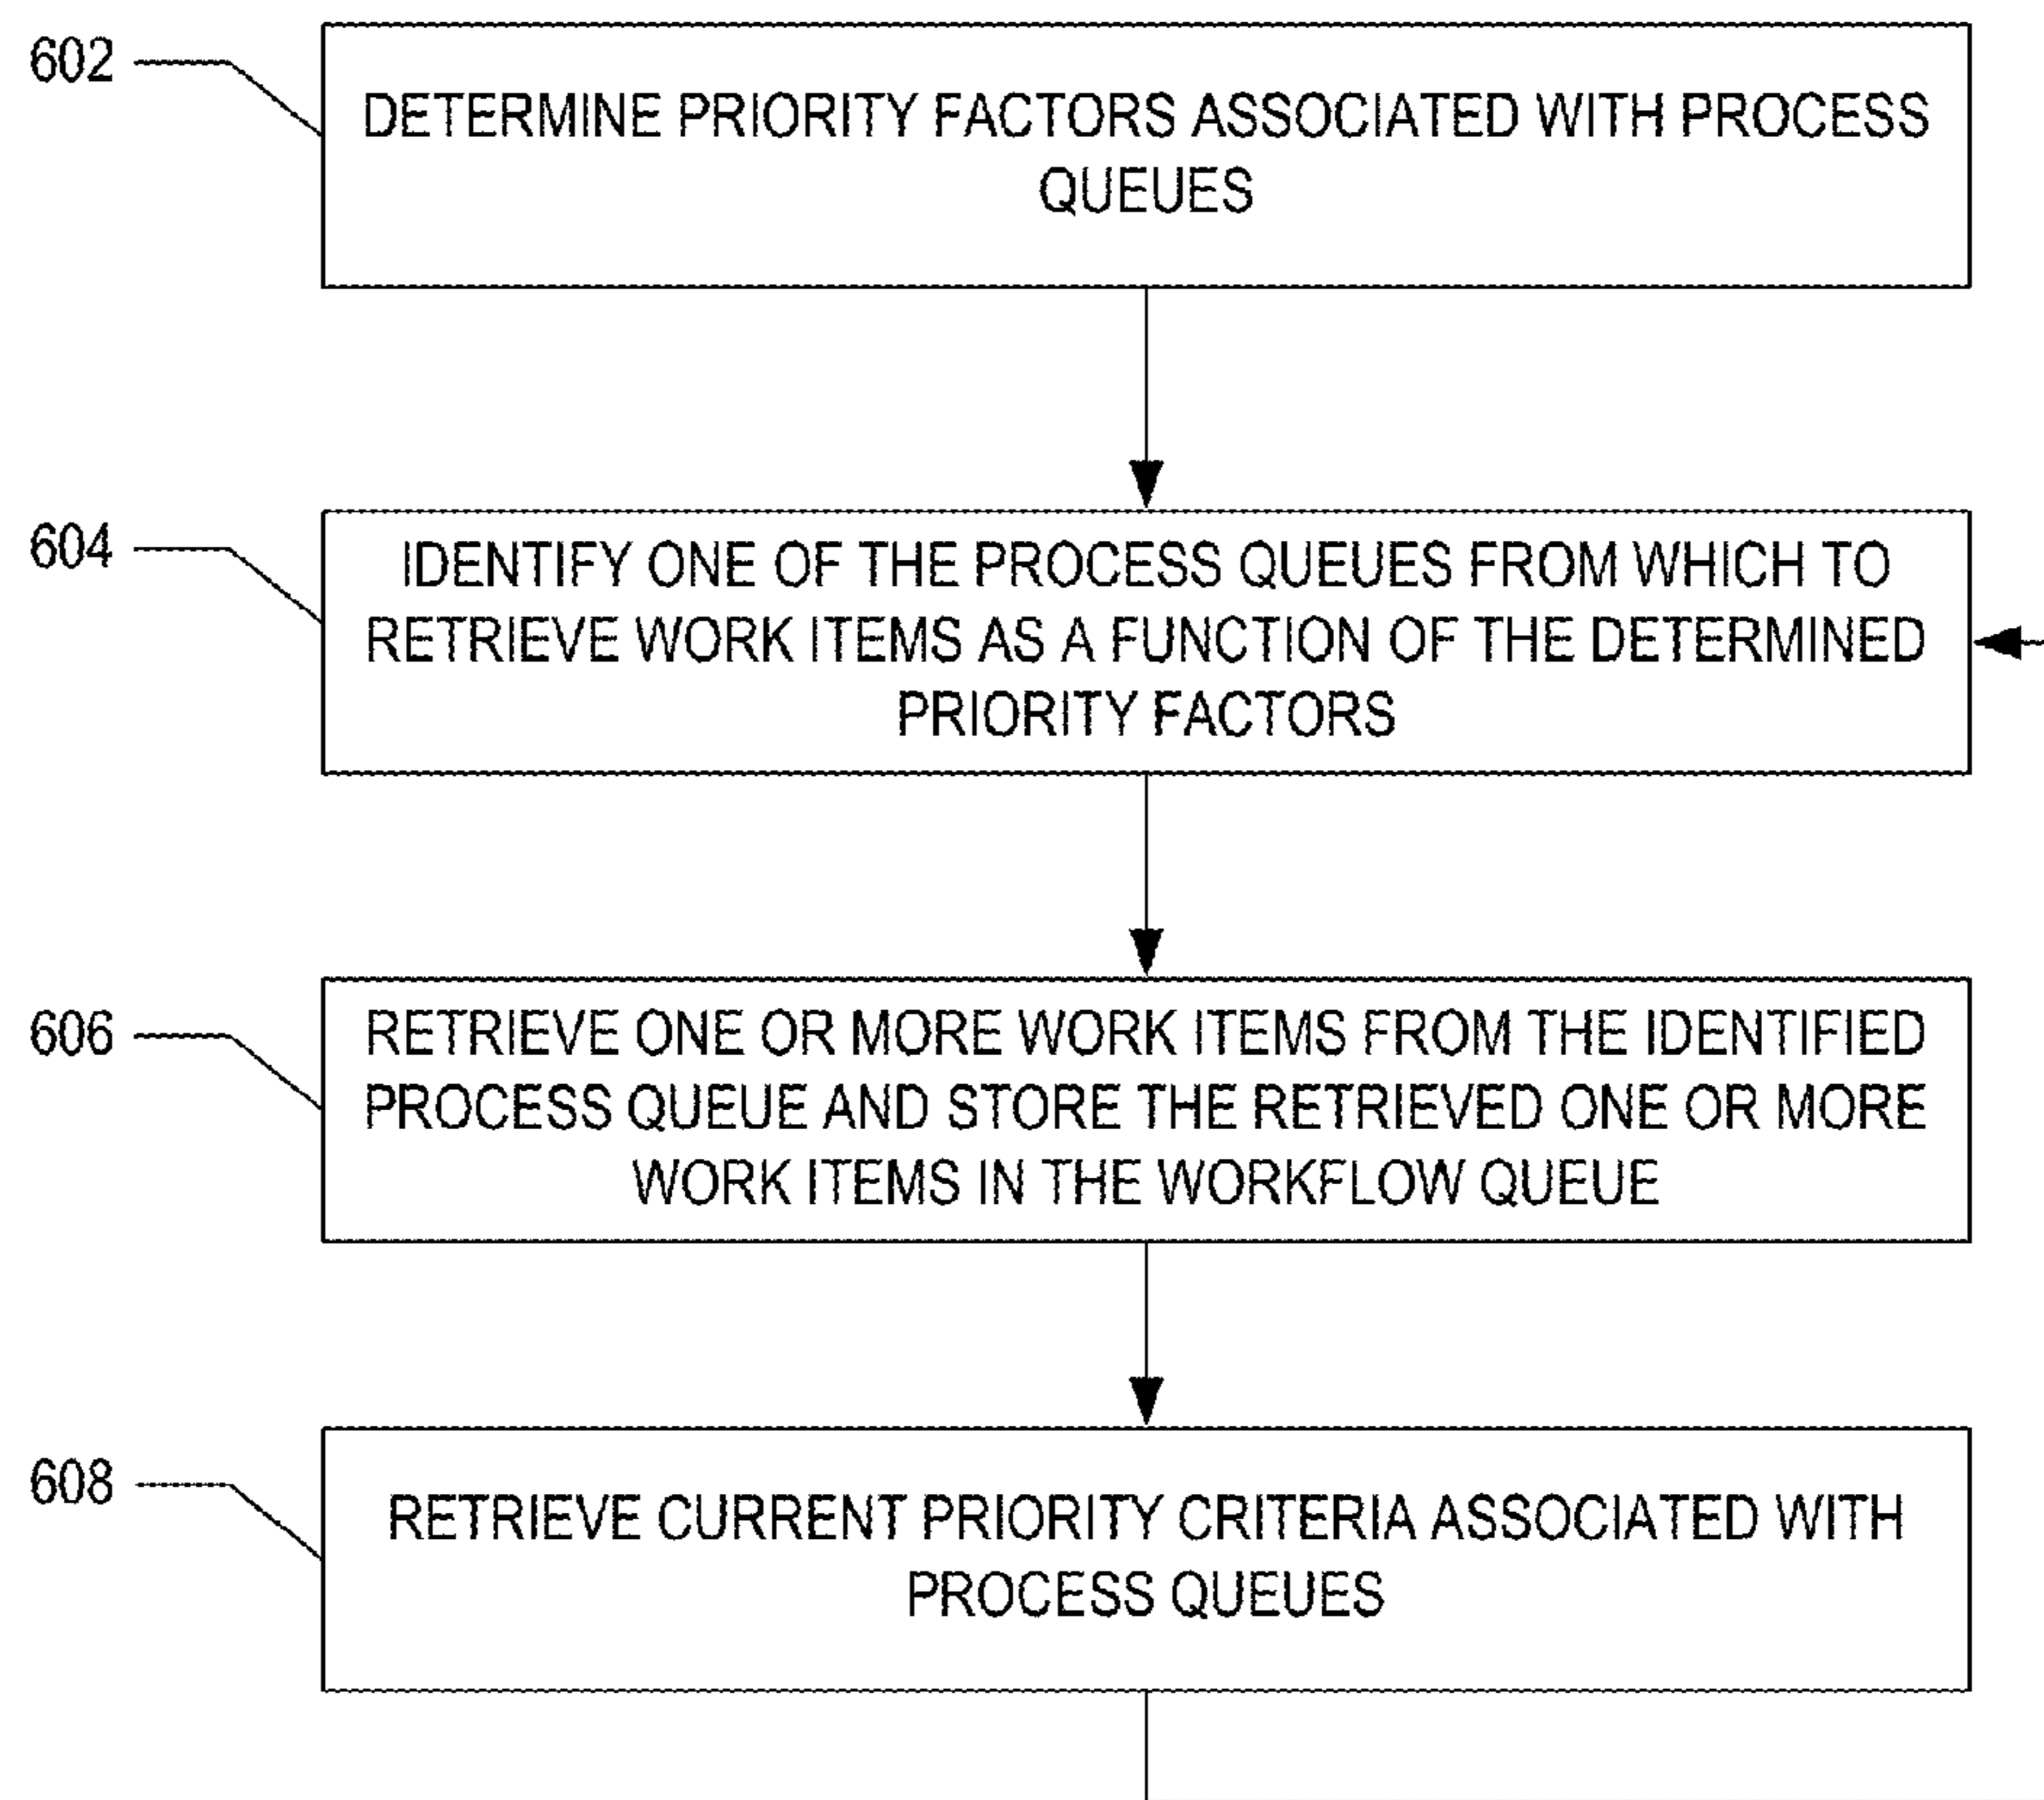 602
DETERMINE PRIORITY FACTORS ASSOCIATED WITH PROCESS
QUEUES
604
IDENTIFY ONE OF THE PROCESS QUEUES FROM WHICH TO
RETRIEVE WORK ITEMS AS A FUNCTION OF THE DETERMINED
PRIORITY FACTORS
606
RETRIEVE ONE OR MORE WORK ITEMS FROM THE IDENTIFIED
PROCESS QUEUE AND STORE THE RETRIEVED ONE OR MORE
WORK ITEMS IN THE WORKFLOW QUEUE
608
RETRIEVE CURRENT PRIORITY CRITERIA ASSOCIATED WITH
PROCESS QUEUES